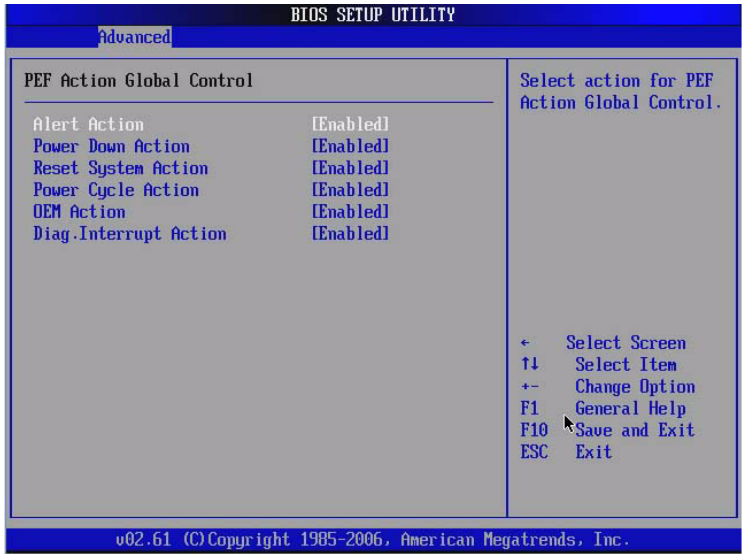 BIOS SETUP UTILITY
Advanced
PEF Action Global Control
Alert Action [Enabled]
Power Down Action [Enabled]
Reset System Action [Enabled]
Power Cycle Action [Enabled]
OEM Action [Enabled]
Diag.Interrupt Action [Enabled]
Select action for PEF
Action Global Control.
← Select Screen
↑↓ Select Item
+- Change Option
F1 General Help
F10 Save and Exit
ESC Exit
v02.61 (C)Copyright 1985-2006, American Megatrends, Inc.